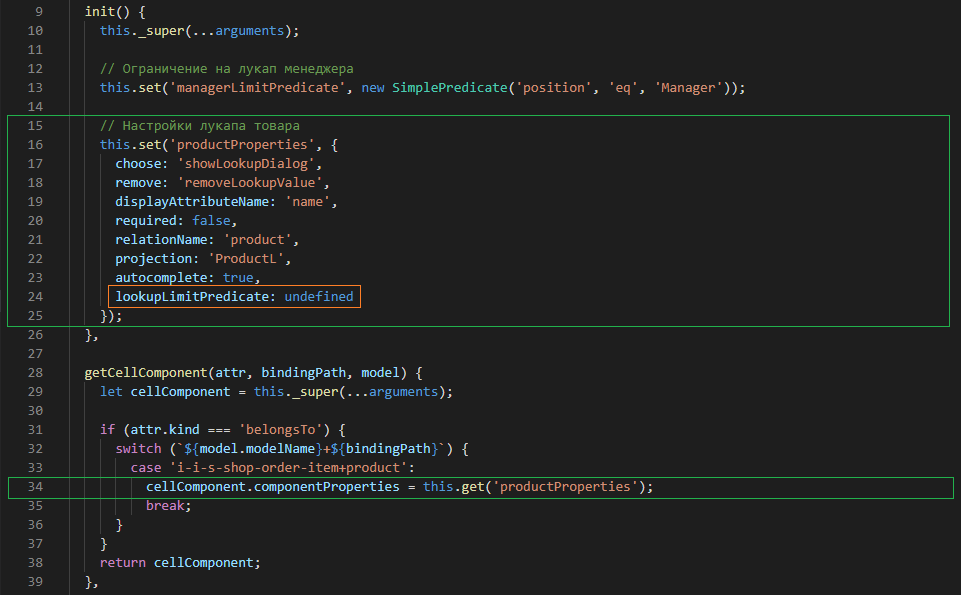 9 init() {
10 this._super(...arguments);
11
12 // Ограничение на лукап менеджера
13 this.set('managerLimitPredicate', new SimplePredicate('position', 'eq', 'Manager'));
14
15 // Настройки лукапа товара
16 this.set('productProperties', {
17 choose: 'showLookupDialog',
18 remove: 'removeLookupValue',
19 displayAttributeName: 'name',
20 required: false,
21 relationName: 'product',
22 projection: 'ProductL',
23 autocomplete: true,
24 lookupLimitPredicate: undefined
25 });
26 },
27
28 getCellComponent(attr, bindingPath, model) {
29 let cellComponent = this._super(...arguments);
30
31 if (attr.kind === 'belongsTo') {
32 switch (`${model.modelName}+${bindingPath}`) {
33 case 'i-i-s-shop-order-item+product':
34 cellComponent.componentProperties = this.get('productProperties');
35 break;
36 }
37 }
38 return cellComponent;
39 },